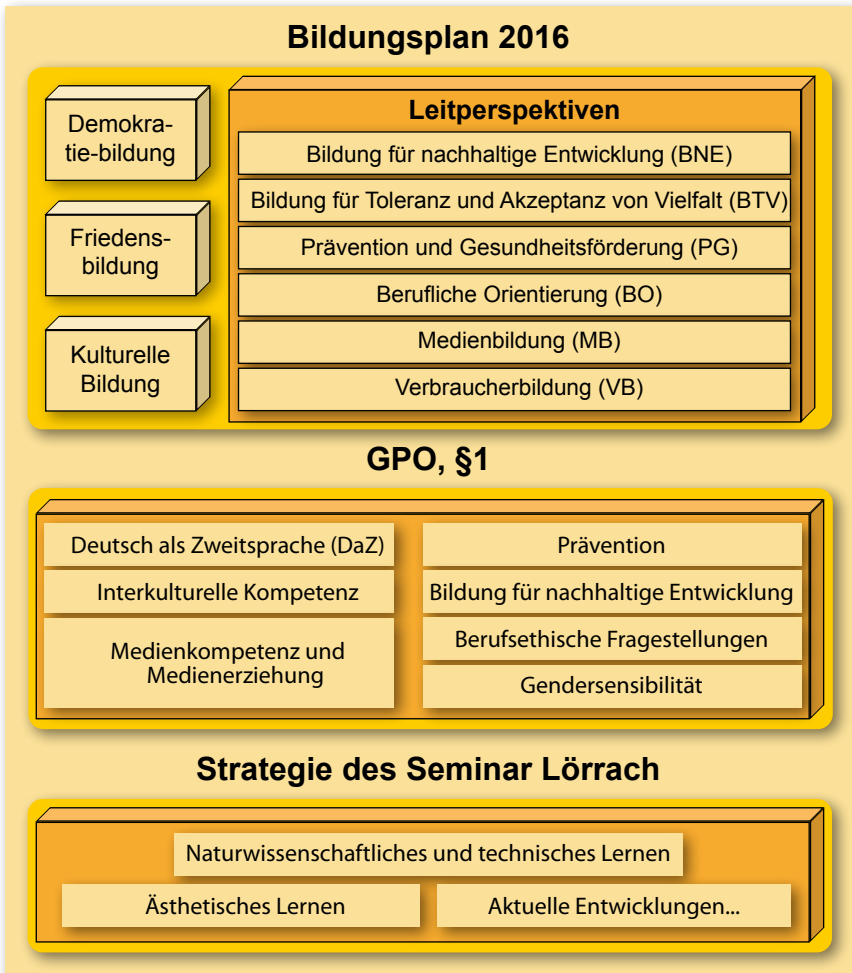 Bildungsplan 2016
Demokra-
tie-bildung
Friedens-
bildung
Kulturelle
Bildung
Leitperspektiven
Bildung für nachhaltige Entwicklung (BNE)
Bildung für Toleranz und Akzeptanz von Vielfalt (BTV)
Prävention und Gesundheitsförderung (PG)
Berufliche Orientierung (BO)
Medienbildung (MB)
Verbraucherbildung (VB)
GPO, §1
Deutsch als Zweitsprache (DaZ)
Interkulturelle Kompetenz
Medienkompetenz und
Medienerziehung
Prävention
Bildung für nachhaltige Entwicklung
Berufsethische Fragestellungen
Gendersensibilität
Strategie des Seminar Lörrach
Naturwissenschaftliches und technisches Lernen
Ästhetisches Lernen
Aktuelle Entwicklungen...